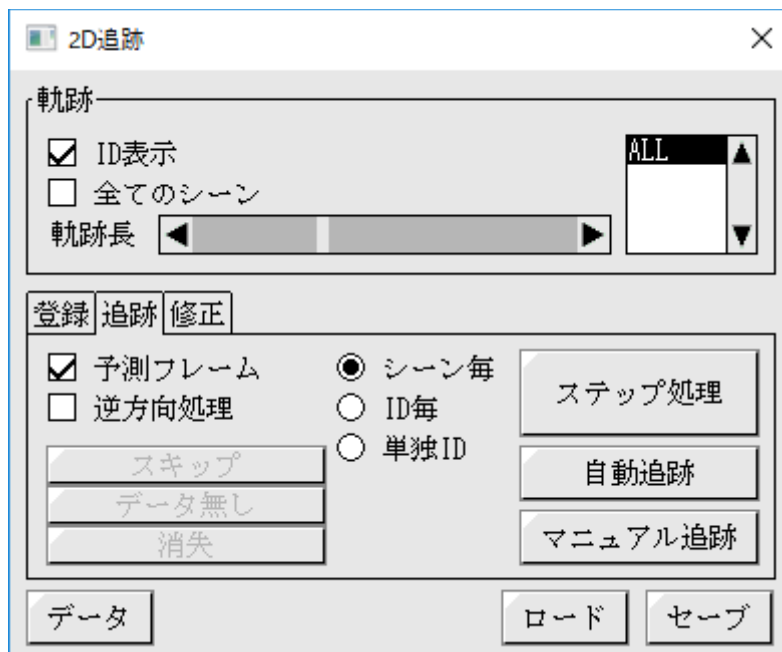 2D追跡
軌跡
ID表示
ALL
全てのシーン
軌跡長
登録 追跡 修正
予測フレーム
逆方向処理
シーン毎
ID毎
単独ID
スキップ
データ無し
消失
ステップ処理
自動追跡
マニュアル追跡
データ
ロード
セーブ